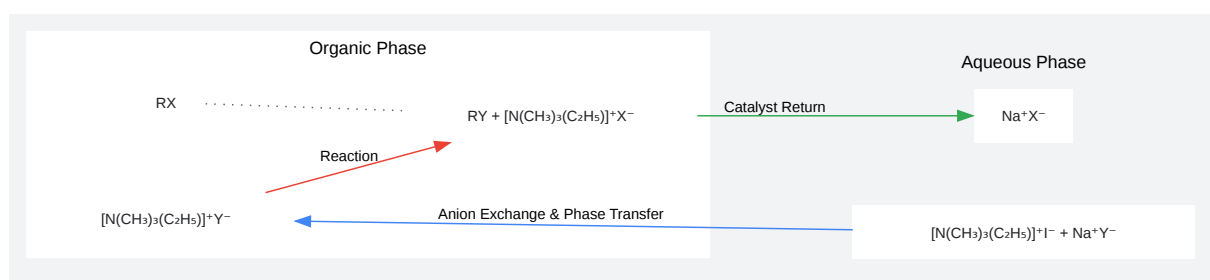 Organic Phase
Aqueous Phase
RX
RY + [N(CH₃)₃(C₂H₅)]⁺X⁻
Catalyst Return
Na⁺X⁻
Reaction
[N(CH₃)₃(C₂H₅)]⁺Y⁻
Anion Exchange & Phase Transfer
[N(CH₃)₃(C₂H₅)]⁺I⁻ + Na⁺Y⁻